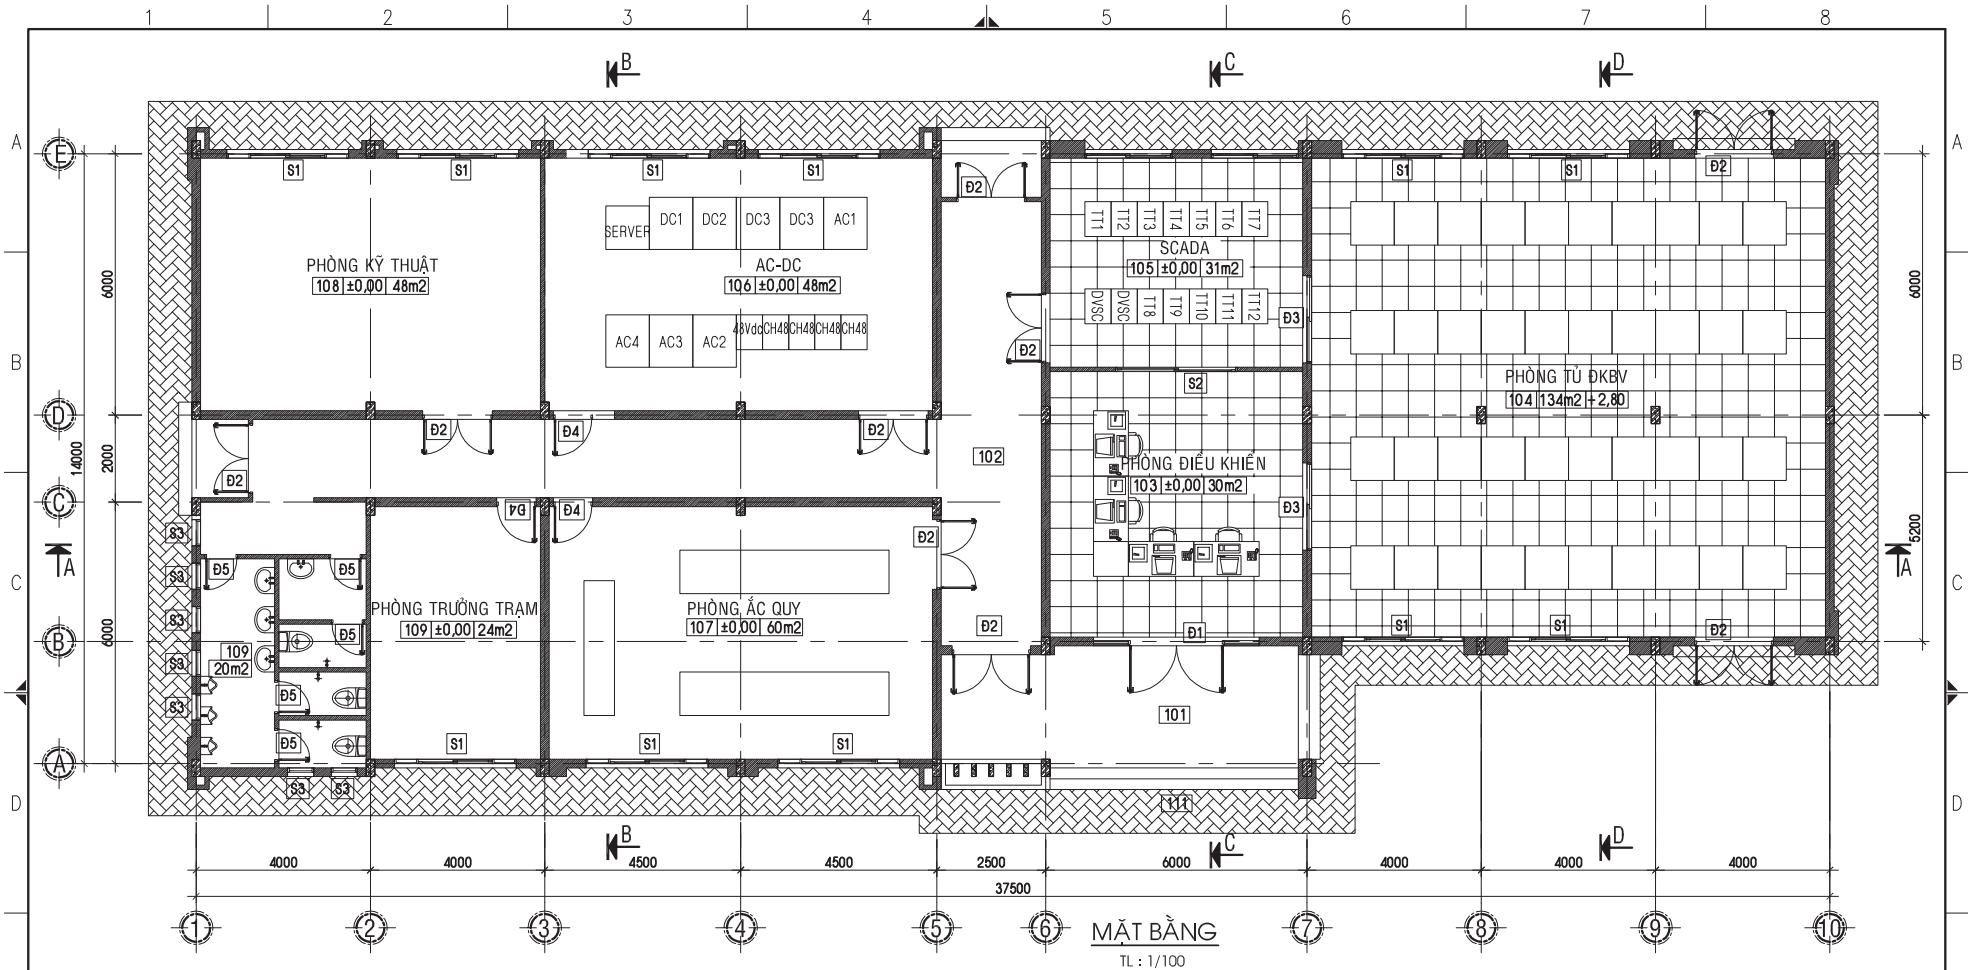 1 2 3 4 5 6 7 8
B C D
A A
E
S1 S1 S1 S1 S1 S1 Đ2
Đ2
SERVER DC1 DC2 DC3 DC3 AC1
TT1 TT2 TT3 TT4 TT5 TT6 TT7
SCADA
105 ±0,00 31m2
PHÒNG KỸ THUẬT
108 ±0,00 48m2
AC-DC
106 ±0,00 48m2
6000
6000
DVSC DVSC TT8 TT9 TT10 TT11 TT12
Đ3
AC4 AC3 AC2 48Vdc CH48 CH48 CH48 CH48
Đ2
B B
S2
PHÒNG TỦ ĐKBV
104 134m2 +2,80
D
Đ2 Đ4 Đ2
102
14000
2000
PHÒNG ĐIỀU KHIỂN
103 ±0,00 30m2
Đ2
C
Đ4 Đ4
Đ3
S3
Đ2
5200
A A
C C
S3 Đ5 Đ5
PHÒNG TRƯỞNG TRẠM
109 ±0,00 24m2
PHÒNG ẮC QUY
107 ±0,00 60m2
S3
Đ5
Đ2
Đ1
S1 S1 Đ2
6000
B
109
20m2
S3
Đ5
S3
101
Đ5
S1 S1 S1
A
S3 S3
111
D D
B C D
4000 4000 4500 4500 2500 6000 4000 4000 4000
37500
1 2 3 4 5 6 7 8 9 10
MẶT BẰNG
TL : 1/100